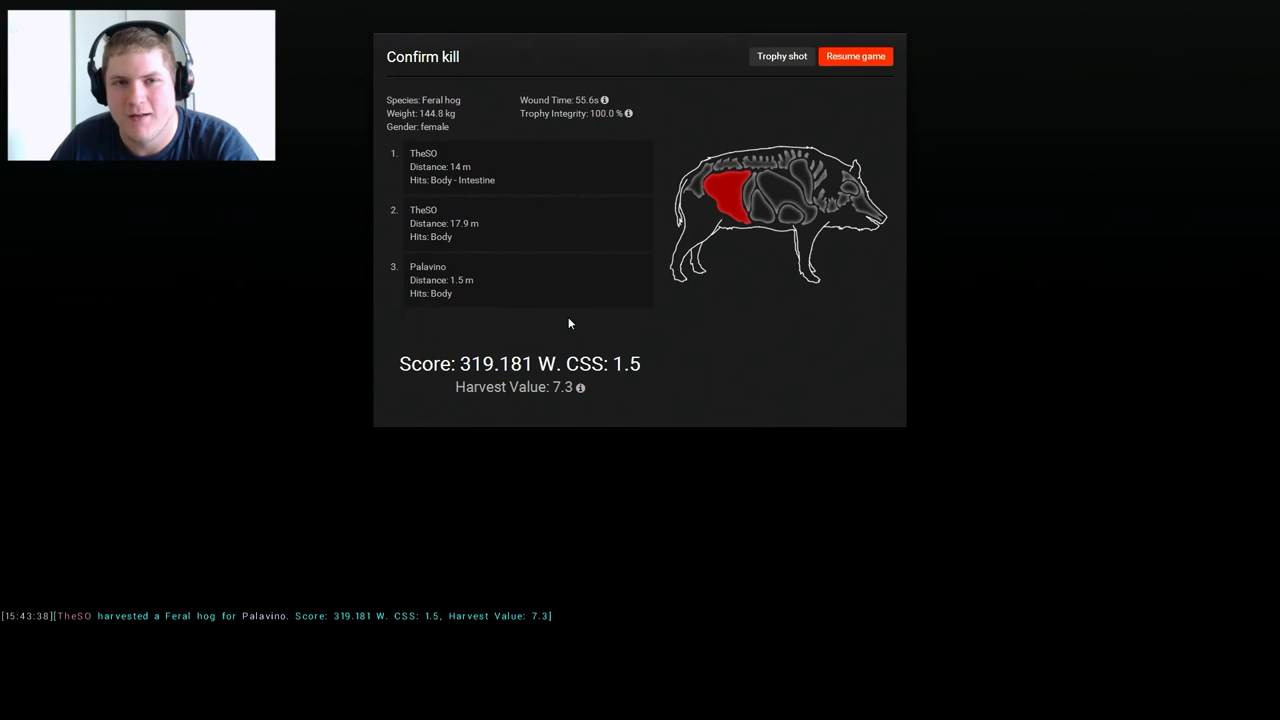 Confirm kill
Trophy shot
Resume game
Species: Feral hog
Weight: 144.8 kg
Gender: female
Wound Time: 55.6s
Trophy Integrity: 100.0 %
1. TheSO
Distance: 14 m
Hits: Body - Intestine
2. TheSO
Distance: 17.9 m
Hits: Body
3. Palavino
Distance: 1.5 m
Hits: Body
Score: 319.181 W. CSS: 1.5
Harvest Value: 7.3
[15:43:38][TheSO harvested a Feral hog for Palavino. Score: 319.181 W. CSS: 1.5, Harvest Value: 7.3]